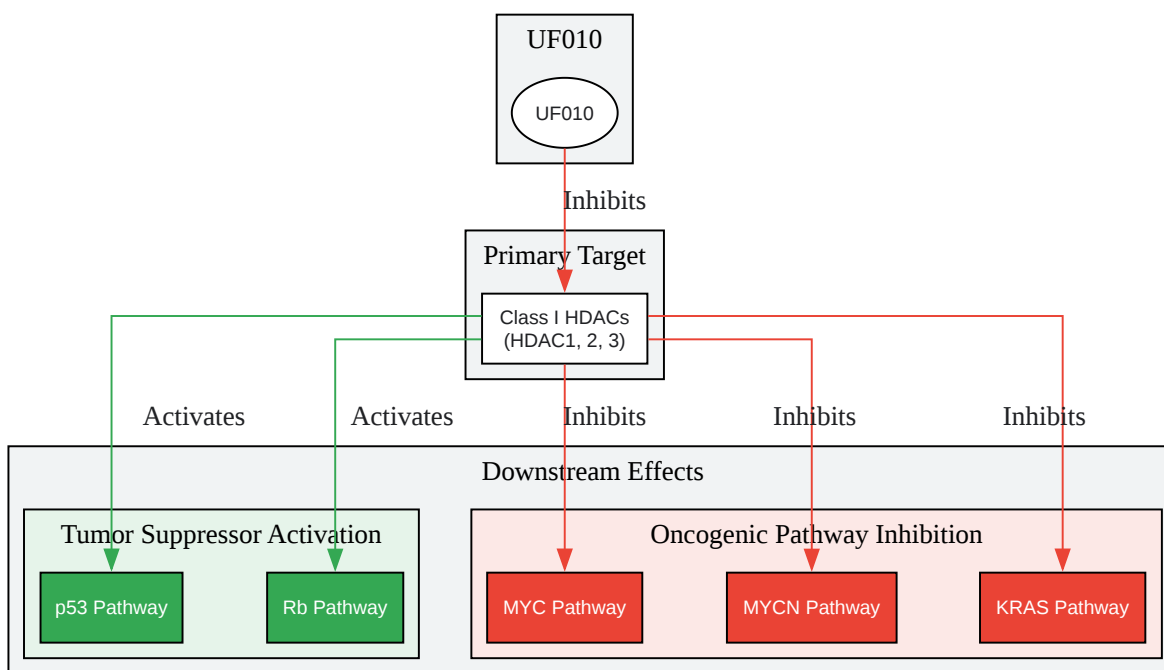 UF010
UF010
Inhibits
Primary Target
Class I HDACs
(HDAC1, 2, 3)
Activates
Activates
Inhibits
Inhibits
Inhibits
Downstream Effects
Tumor Suppressor Activation
Oncogenic Pathway Inhibition
p53 Pathway
Rb Pathway
MYC Pathway
MYCN Pathway
KRAS Pathway